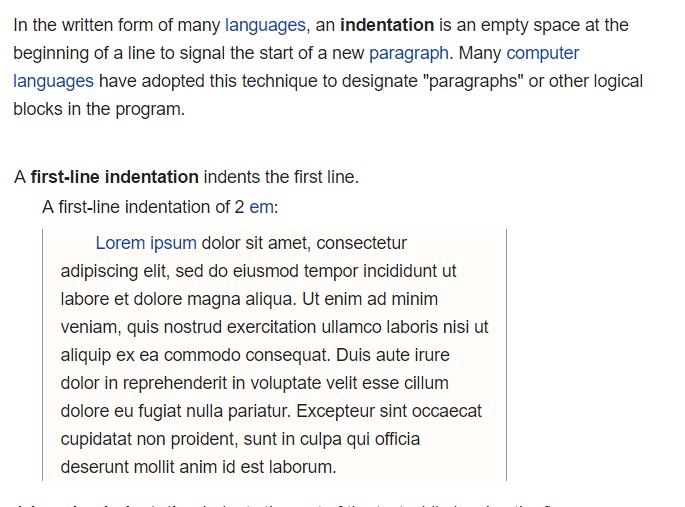 In the written form of many languages, an indentation is an empty space at the
beginning of a line to signal the start of a new paragraph. Many computer
languages have adopted this technique to designate "paragraphs" or other logical
blocks in the program.
A first-line indentation indents the first line.
A first-line indentation of 2 em:
Lorem ipsum dolor sit amet, consectetur
adipiscing elit, sed do eiusmod tempor incididunt ut
labore et dolore magna aliqua. Ut enim ad minim
veniam, quis nostrud exercitation ullamco laboris nisi ut
aliquip ex ea commodo consequat. Duis aute irure
dolor in reprehenderit in voluptate velit esse cillum
dolore eu fugiat nulla pariatur. Excepteur sint occaecat
cupidatat non proident, sunt in culpa qui officia
deserunt mollit anim id est laborum.